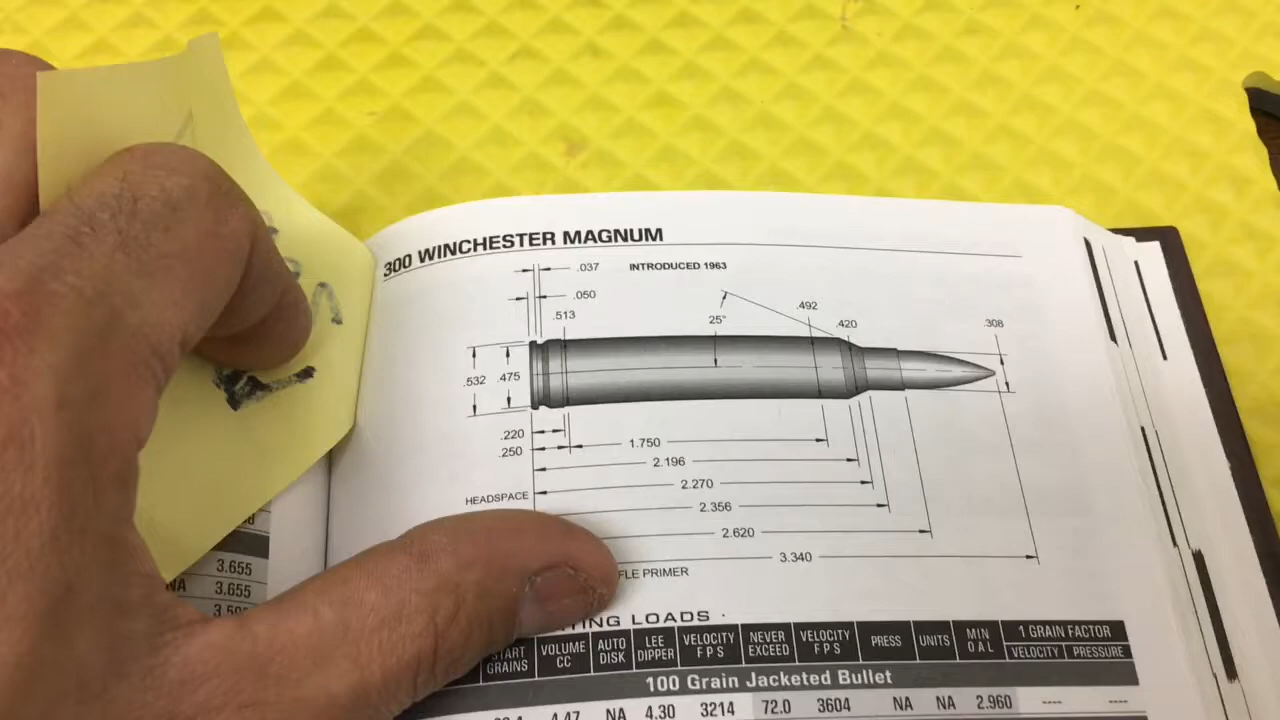 300 WINCHESTER MAGNUM
.037 INTRODUCED 1963
.050
.513 25° .492 .420 .308
.532 .475
.220
.250 1.750
2.196
2.270
HEADSPACE
2.356
2.620
3.340
FLE PRIMER
TING LOADS
START GRAINS VOLUME CC AUTO DISK LEE DIPPER VELOCITY FPS NEVER EXCEED VELOCITY FPS PRESS UNITS MIN OAL 1 GRAIN FACTOR VELOCITY PRESSURE
100 Grain Jacketed Bullet
4.47 NA 4.30 3214 72.0 3604 NA NA 2.960 ---- ----
3.655
NA 3.655